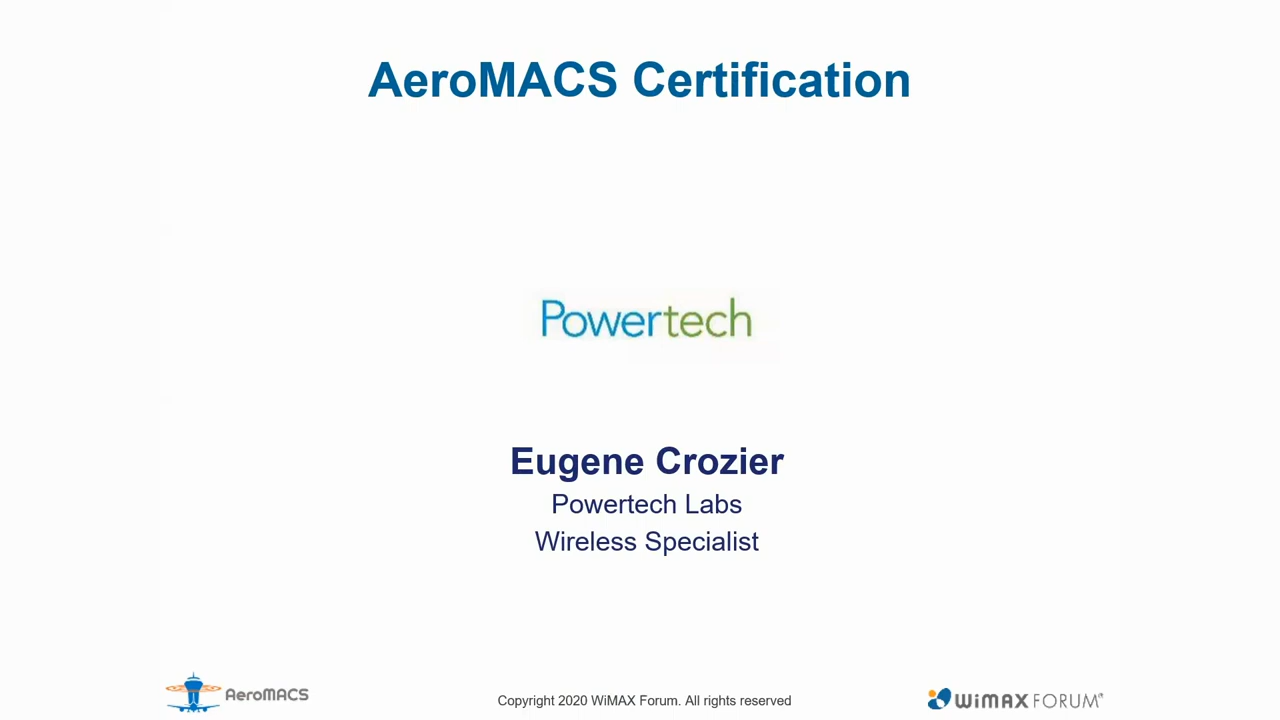 AeroMACS Certification
Powertech
Eugene Crozier
Powertech Labs
Wireless Specialist
AeroMACS
Copyright 2020 WiMAX Forum. All rights reserved
WiMAX FORUM